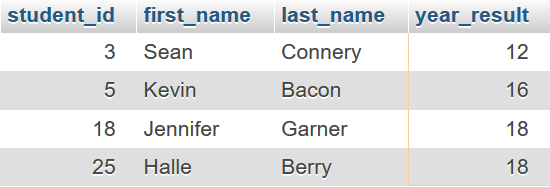 student_id first_name last_name year_result
3 Sean Connery 12
5 Kevin Bacon 16
18 Jennifer Garner 18
25 Halle Berry 18